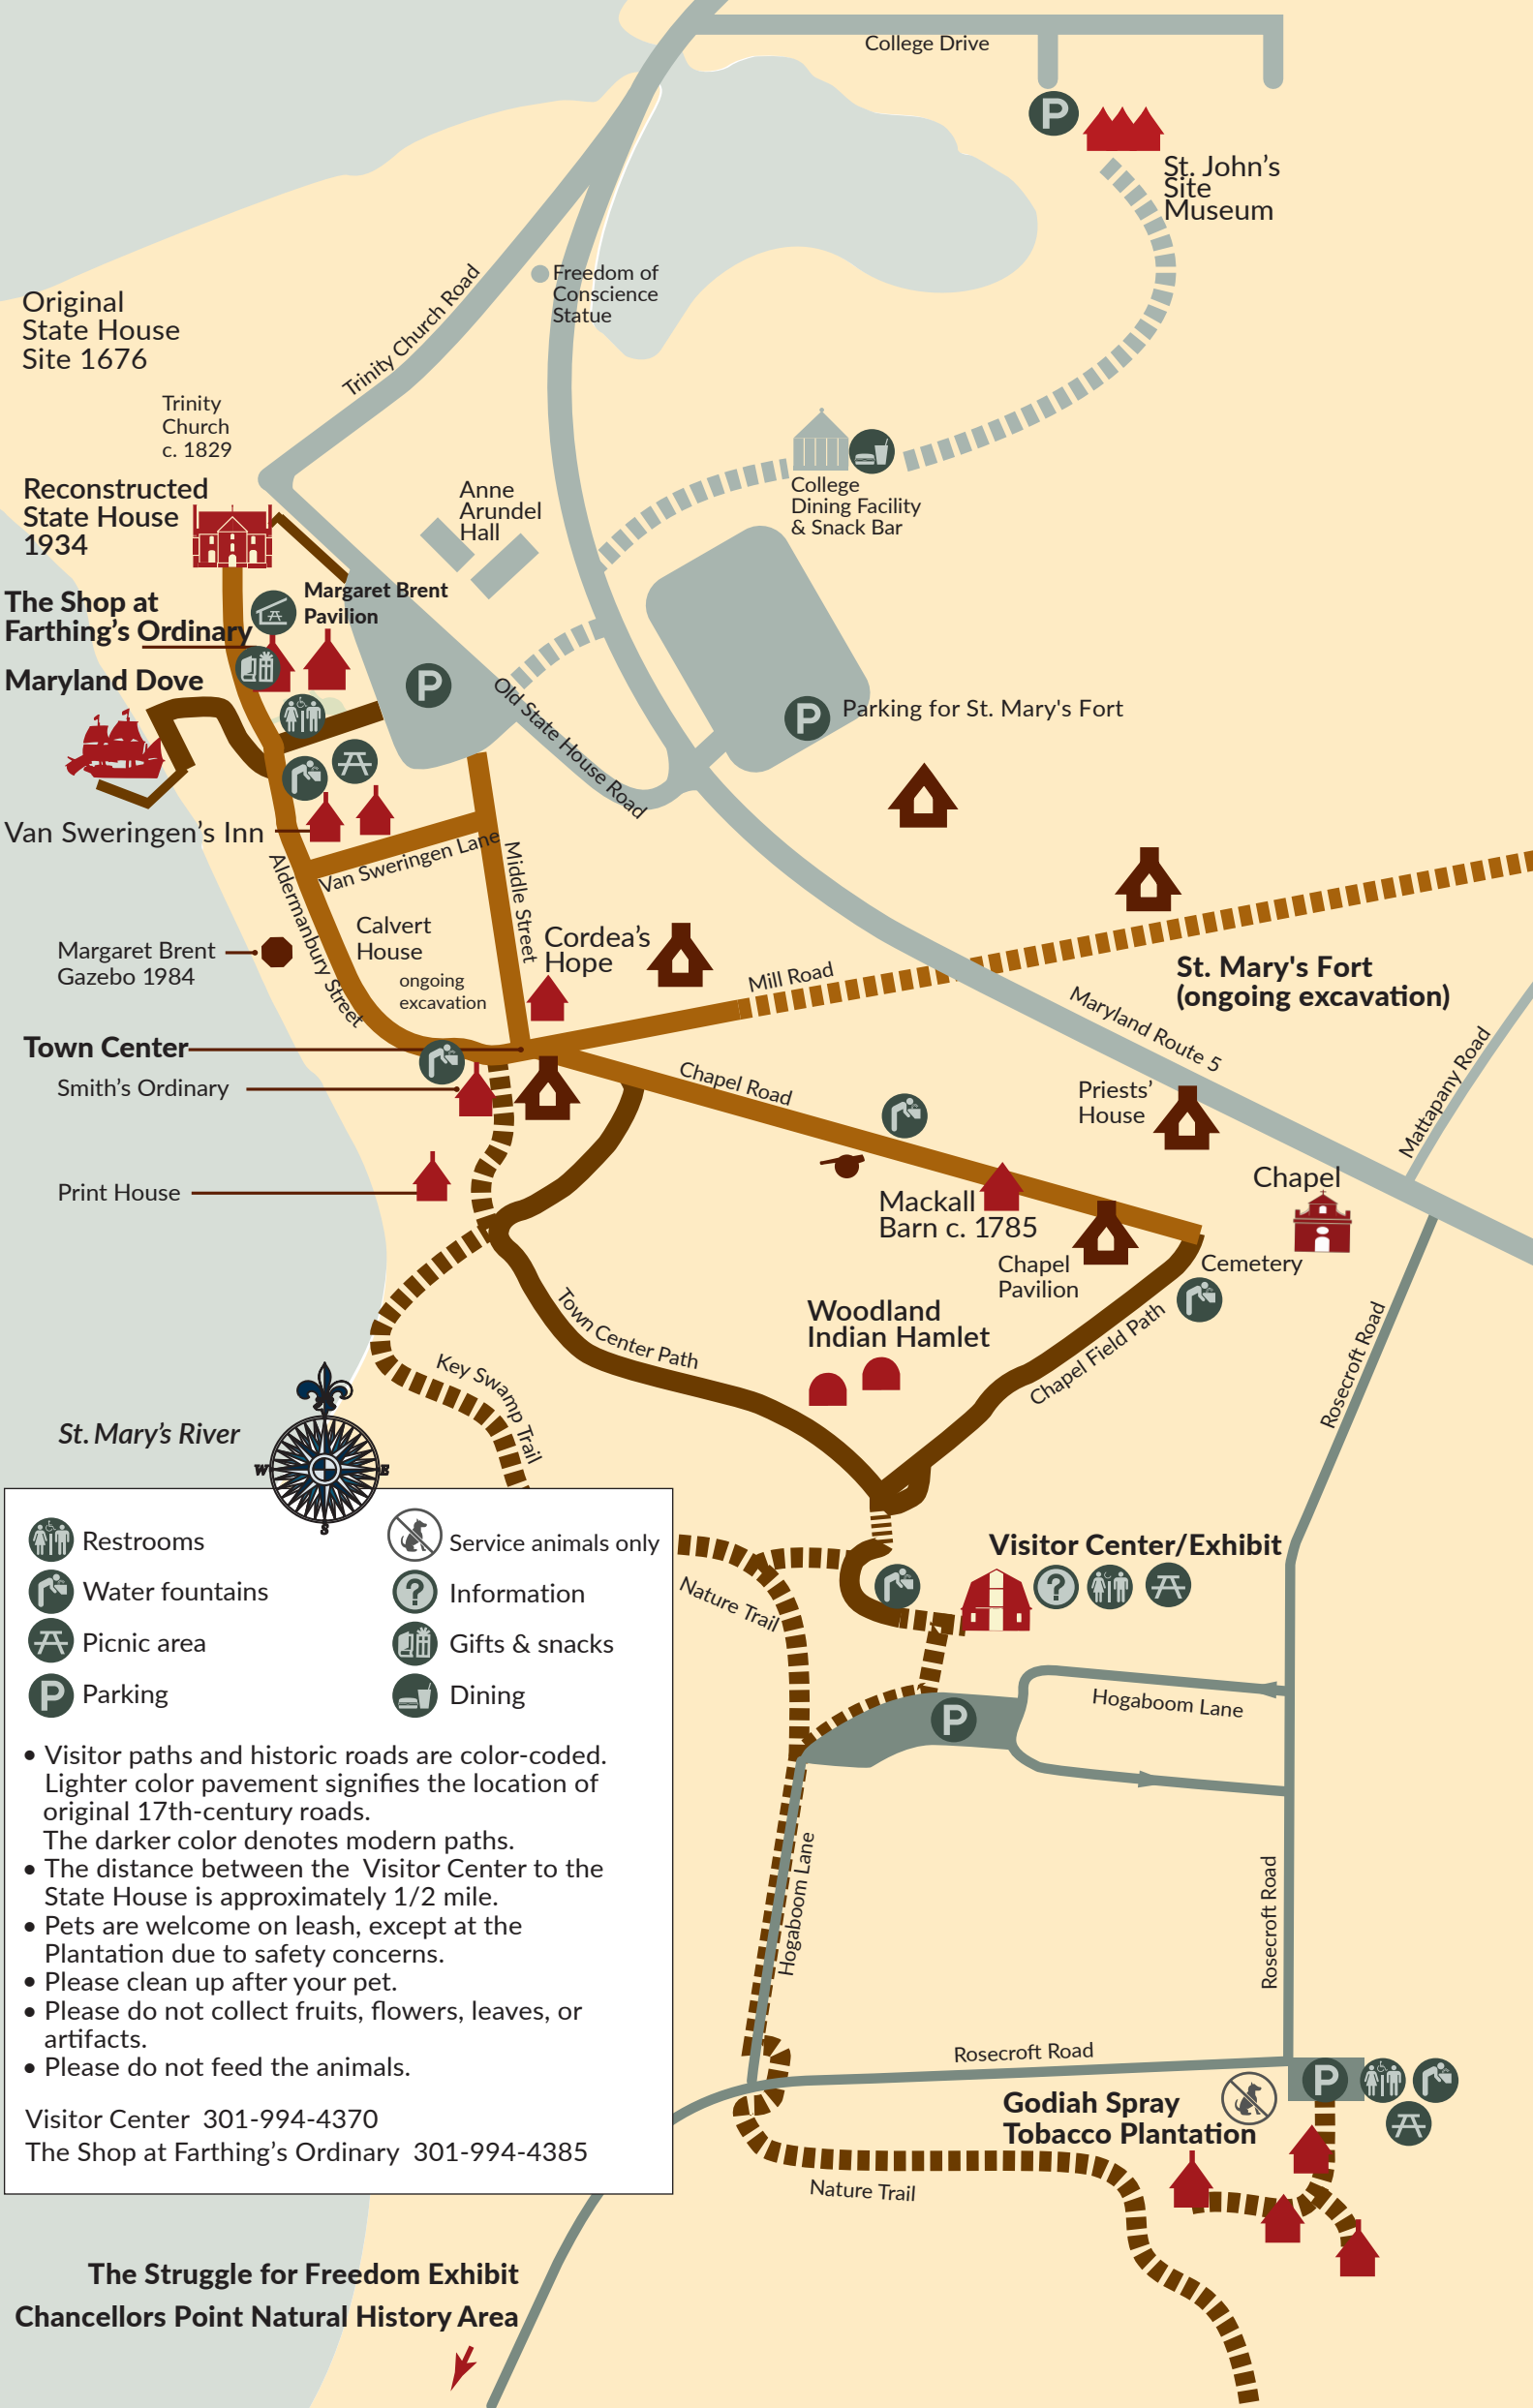 College Drive
P
St. John's
Site
Museum
Trinity Church Road
Freedom of
Conscience
Statue
Original
State House
Site 1676
Trinity
Church
c. 1829
Reconstructed
State House
1934
Anne
Arundel
Hall
College
Dining Facility
& Snack Bar
The Shop at
Farthing's Ordinary
Margaret Brent
Pavilion
Maryland Dove
P
Old State House Road
P
Parking for St. Mary's Fort
Van Sweringen's Inn
Van Sweringen Lane
Middle Street
Aldermanbury Street
Calvert
House
ongoing
excavation
Margaret Brent
Gazebo 1984
Cordea's
Hope
Mill Road
St. Mary's Fort
(ongoing excavation)
Maryland Route 5
Mattapany Road
Town Center
Smith's Ordinary
Chapel Road
Priests'
House
Chapel
Print House
Mackall
Barn c. 1785
Chapel
Pavilion
Cemetery
Town Center Path
Woodland
Indian Hamlet
Chapel Field Path
Rosecroft Road
Key Swamp Trail
St. Mary's River
W
E
S
Restrooms
Water fountains
Picnic area
P
Parking
Service animals only
?
Information
Gifts & snacks
Dining
• Visitor paths and historic roads are color-coded.
Lighter color pavement signifies the location of
original 17th-century roads.
The darker color denotes modern paths.
• The distance between the Visitor Center to the
State House is approximately 1/2 mile.
• Pets are welcome on leash, except at the
Plantation due to safety concerns.
• Please clean up after your pet.
• Please do not collect fruits, flowers, leaves, or
artifacts.
• Please do not feed the animals.
Visitor Center 301-994-4370
The Shop at Farthing's Ordinary 301-994-4385
Visitor Center/Exhibit
?
Nature Trail
Hogaboom Lane
P
Hogaboom Lane
Rosecroft Road
Rosecroft Road
P
Godiah Spray
Tobacco Plantation
Nature Trail
The Struggle for Freedom Exhibit
Chancellors Point Natural History Area